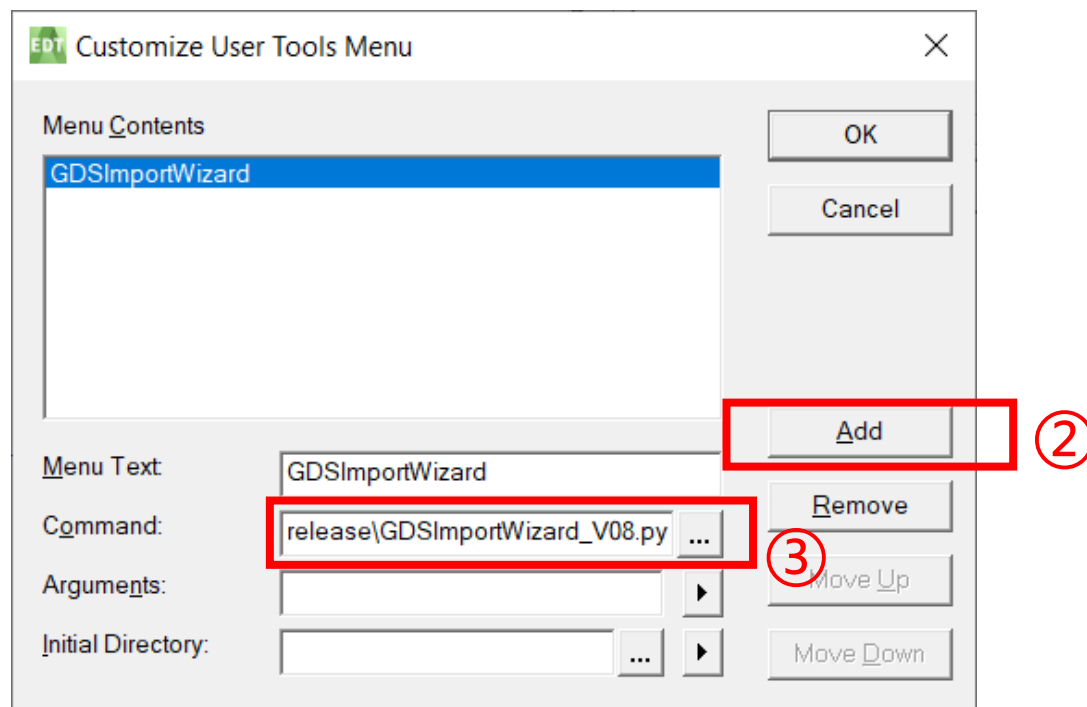 EDT Customize User Tools Menu
Menu Contents
OK
GDSImportWizard
Cancel
Add
②
Menu Text:
GDSImportWizard
Remove
Command:
release\GDSImportWizard_V08.py
...
③
Move Up
Arguments:
Initial Directory:
...
Move Down